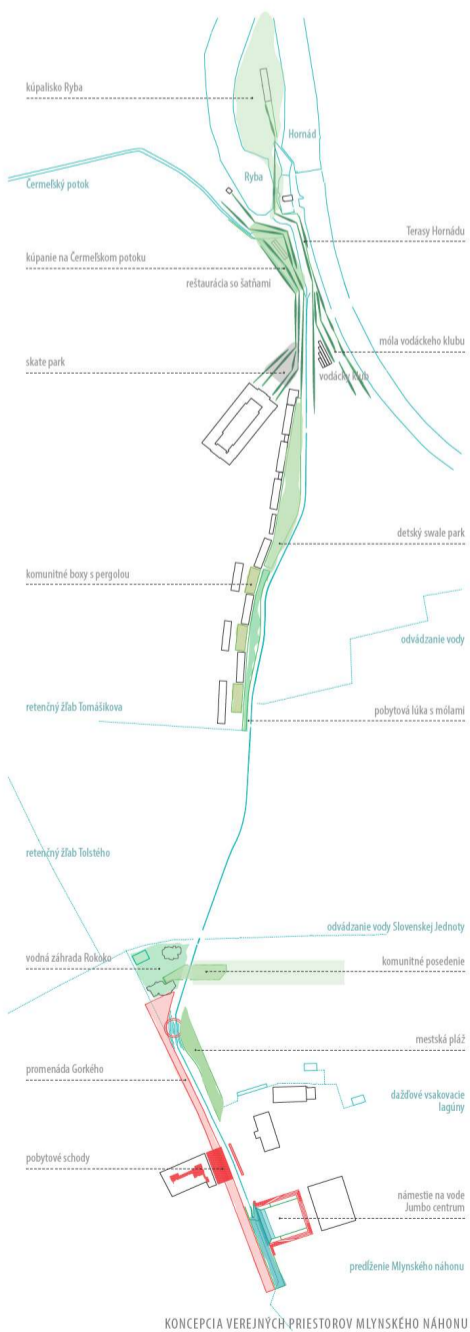 kúpalisko Ryba
Hornád
Čermeľský potok
Ryba
Terasy Hornádu
kúpanie na Čermeľskom potoku
reštaurácia so šatňami
móla vodáckeho klubu
skate park
vodácky klub
detský swale park
komunitné boxy s pergolou
odvádzanie vody
retenčný žľab Tomášikova
pobytová lúka s mólami
retenčný žľab Tolstého
odvádzanie vody Slovenskej Jednoty
vodná záhrada Rokoko
komunitné posedenie
mestská pláž
promenáda Gorkého
dažďové vsakovacie
lagúny
pobytové schody
námestie na vode
Jumbo centrum
predĺženie Mlynského náhonu
KONCEPCIA VEREJNÝCH PRIESTOROV MLYNSKÉHO NÁHONU